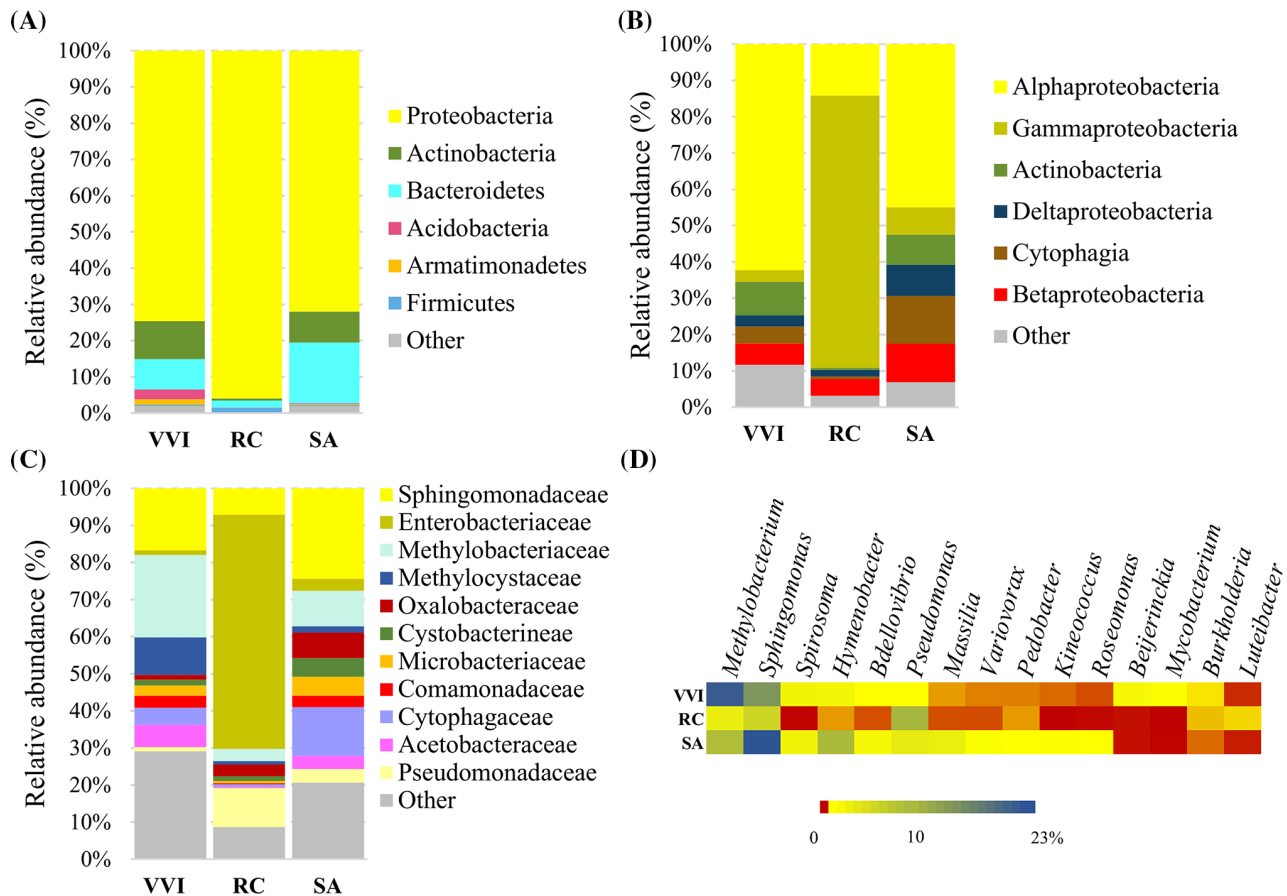 (A)
Relative abundance (%)
100%
90%
80%
70%
60%
50%
40%
30%
20%
10%
0%
VVI RC SA
Proteobacteria
Actinobacteria
Bacteroidetes
Acidobacteria
Armatimonadetes
Firmicutes
Other
(B)
Relative abundance (%)
100%
90%
80%
70%
60%
50%
40%
30%
20%
10%
0%
VVI RC SA
Alphaproteobacteria
Gammaproteobacteria
Actinobacteria
Deltaproteobacteria
Cytophagia
Betaproteobacteria
Other
(C)
Relative abundance (%)
100%
90%
80%
70%
60%
50%
40%
30%
20%
10%
0%
VVI RC SA
Sphingomonadaceae
Enterobacteriaceae
Methylobacteriaceae
Methylocystaceae
Oxalobacteraceae
Cystobacterineae
Microbacteriaceae
Comamonadaceae
Cytophagaceae
Acetobacteraceae
Pseudomonadaceae
Other
(D)
Methylobacterium
Sphingomonas
Spirosoma
Hymenobacter
Bdellovibrio
Pseudomonas
Massilia
Variovorax
Pedobacter
Kineococcus
Roseomonas
Beijerinckia
Mycobacterium
Burkholderia
Luteibacter
VVI
RC
SA
0 10 23%